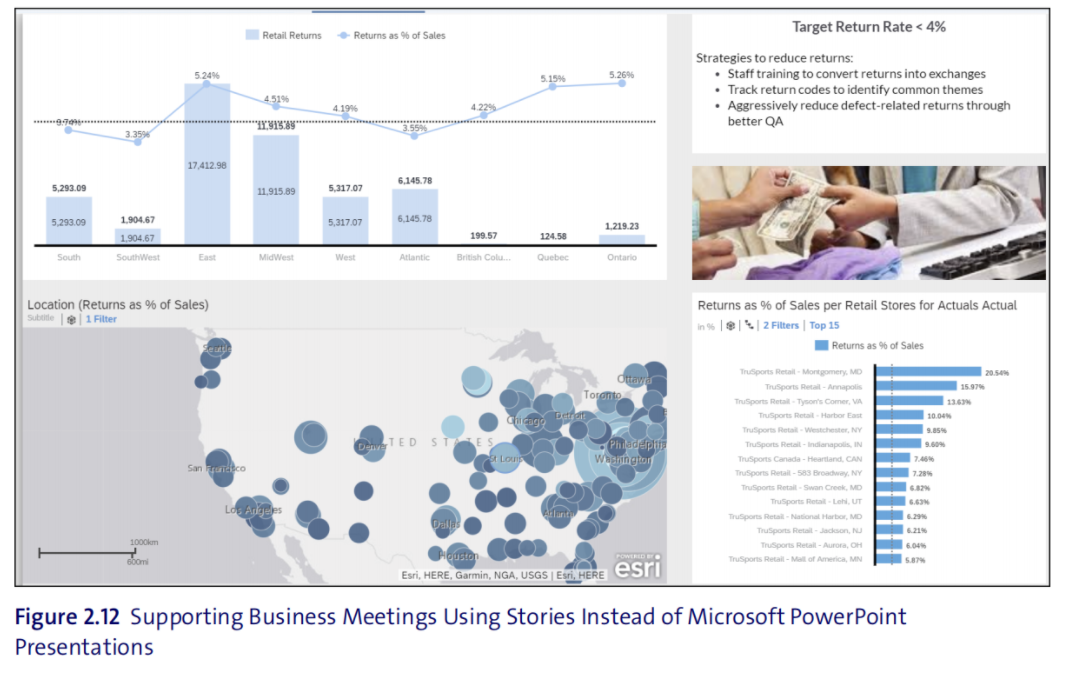 Retail Returns
Returns as % of Sales
3.35%
5.24%
4.51%
4.19%
3.55%
4.22%
5.15%
5.26%
5,293.09
1,904.67
11,915.89
5,317.07
6,145.78
199.57
124.58
1,219.23
5,293.09
1,904.67
17,412.98
11,915.89
5,317.07
6,145.78
South
SouthWest
East
MidWest
West
Atlantic
British Colu...
Quebec
Ontario
Target Return Rate < 4%
Strategies to reduce returns:
• Staff training to convert returns into exchanges
• Track return codes to identify common themes
• Aggressively reduce defect-related returns through
better QA
Location (Returns as % of Sales)
Subtitle | 1 Filter
Seattle
Ottawa
Toronto
Detroit
Chicago
UNITED STATES
Denver
Philadelphia
Washington
St Louis
San Francisco
Los Angeles
Atlanta
Dallas
Houston
1000km
600mi
POWERED BY
esri
Esri, HERE, Garmin, NGA, USGS | Esri, HERE
Returns as % of Sales per Retail Stores for Actuals Actual
in % | 2 Filters | Top 15
Returns as % of Sales
TruSports Retail - Montgomery, MD 20.54%
TruSports Retail - Annapolis 15.97%
TruSports Retail - Tyson's Corner, VA 13.63%
TruSports Retail - Harbor East 10.04%
TruSports Retail - Westchester, NY 9.85%
TruSports Retail - Indianapolis, IN 9.60%
TruSports Canada - Heartland, CAN 7.46%
TruSports Retail - 583 Broadway, NY 7.28%
TruSports Retail - Swan Creek, MD 6.82%
TruSports Retail - Lehi, UT 6.63%
TruSports Retail - National Harbor, MD 6.29%
TruSports Retail - Jackson, NJ 6.21%
TruSports Retail - Aurora, OH 6.04%
TruSports Retail - Mall of America, MN 5.87%
Figure 2.12 Supporting Business Meetings Using Stories Instead of Microsoft PowerPoint
Presentations